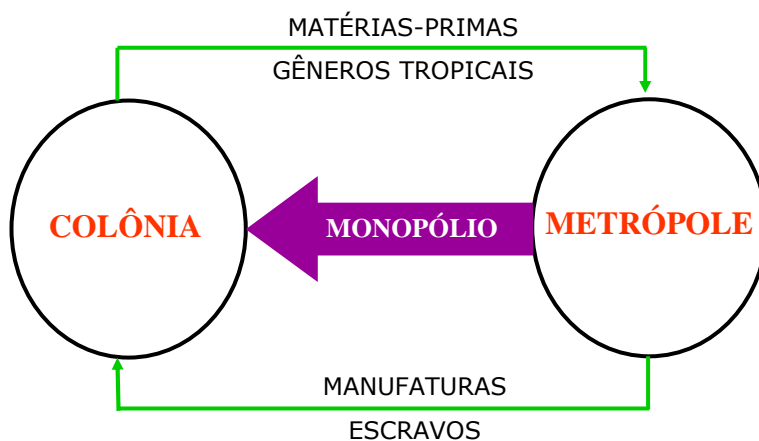 MATÉRIAS-PRIMAS
GÊNEROS TROPICAIS
COLÔNIA
MONOPÓLIO
METRÓPOLE
MANUFATURAS
ESCRAVOS